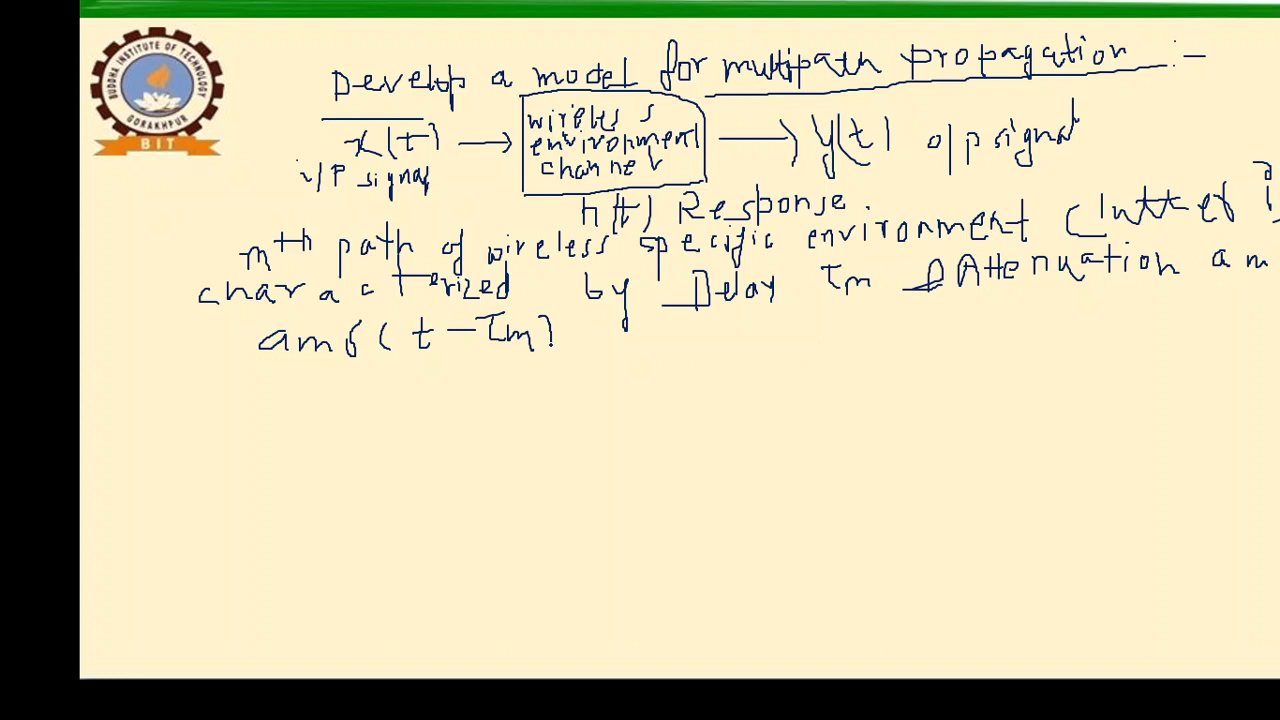 BUDDHA INSTITUTE OF TECHNOLOGY
GORAKHPUR
BIT
Develop a model for multipath propagation :-
x(t) → wireless environment channel → y(t) o/p signal
i/P signal
h(t) Response.
mth path of wireless specific environment Clutter
characterized by Delay τm & Attenuation am
amδ(t-τm)